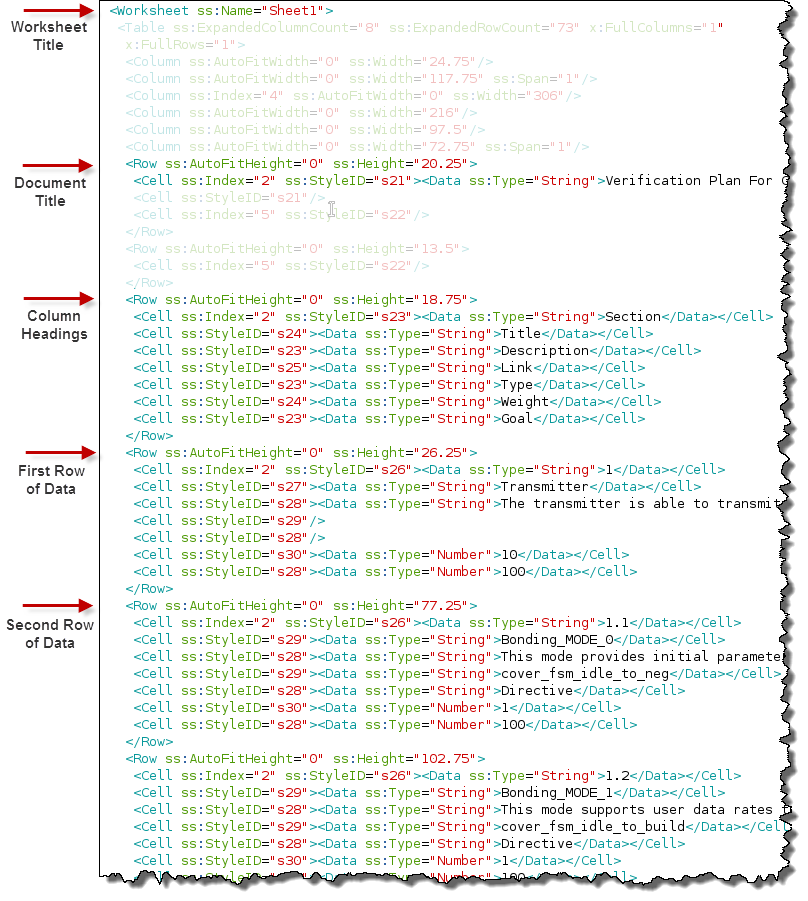 Worksheet
Title
<Worksheet ss:Name="Sheet1">
<Table ss:ExpandedColumnCount="8" ss:ExpandedRowCount="73" x:FullColumns="1"
x:FullRows="1">
<Column ss:AutoFitWidth="0" ss:Width="24.75"/>
<Column ss:AutoFitWidth="0" ss:Width="117.75" ss:Span="1"/>
<Column ss:Index="4" ss:AutoFitWidth="0" ss:Width="306"/>
<Column ss:AutoFitWidth="0" ss:Width="216"/>
<Column ss:AutoFitWidth="0" ss:Width="97.5"/>
<Column ss:AutoFitWidth="0" ss:Width="72.75" ss:Span="1"/>
Document
Title
<Row ss:AutoFitHeight="0" ss:Height="20.25">
<Cell ss:Index="2" ss:StyleID="s21"><Data ss:Type="String">Verification Plan For
<Cell ss:StyleID="s21"/>
<Cell ss:Index="5" ss:StyleID="s22"/>
</Row>
<Row ss:AutoFitHeight="0" ss:Height="13.5">
<Cell ss:Index="5" ss:StyleID="s22"/>
</Row>
Column
Headings
<Row ss:AutoFitHeight="0" ss:Height="18.75">
<Cell ss:Index="2" ss:StyleID="s23"><Data ss:Type="String">Section</Data></Cell>
<Cell ss:StyleID="s24"><Data ss:Type="String">Title</Data></Cell>
<Cell ss:StyleID="s23"><Data ss:Type="String">Description</Data></Cell>
<Cell ss:StyleID="s25"><Data ss:Type="String">Link</Data></Cell>
<Cell ss:StyleID="s23"><Data ss:Type="String">Type</Data></Cell>
<Cell ss:StyleID="s24"><Data ss:Type="String">Weight</Data></Cell>
<Cell ss:StyleID="s23"><Data ss:Type="String">Goal</Data></Cell>
</Row>
First Row
of Data
<Row ss:AutoFitHeight="0" ss:Height="26.25">
<Cell ss:Index="2" ss:StyleID="s26"><Data ss:Type="String">1</Data></Cell>
<Cell ss:StyleID="s27"><Data ss:Type="String">Transmitter</Data></Cell>
<Cell ss:StyleID="s28"><Data ss:Type="String">The transmitter is able to transmit
<Cell ss:StyleID="s29"/>
<Cell ss:StyleID="s28"/>
<Cell ss:StyleID="s30"><Data ss:Type="Number">10</Data></Cell>
<Cell ss:StyleID="s28"><Data ss:Type="Number">100</Data></Cell>
</Row>
Second Row
of Data
<Row ss:AutoFitHeight="0" ss:Height="77.25">
<Cell ss:Index="2" ss:StyleID="s26"><Data ss:Type="String">1.1</Data></Cell>
<Cell ss:StyleID="s29"><Data ss:Type="String">Bonding_MODE_0</Data></Cell>
<Cell ss:StyleID="s28"><Data ss:Type="String">This mode provides initial paramete
<Cell ss:StyleID="s29"><Data ss:Type="String">cover_fsm_idle_to_neg</Data></Cell>
<Cell ss:StyleID="s28"><Data ss:Type="String">Directive</Data></Cell>
<Cell ss:StyleID="s30"><Data ss:Type="Number">1</Data></Cell>
<Cell ss:StyleID="s28"><Data ss:Type="Number">100</Data></Cell>
</Row>
<Row ss:AutoFitHeight="0" ss:Height="102.75">
<Cell ss:Index="2" ss:StyleID="s26"><Data ss:Type="String">1.2</Data></Cell>
<Cell ss:StyleID="s29"><Data ss:Type="String">Bonding_MODE_1</Data></Cell>
<Cell ss:StyleID="s28"><Data ss:Type="String">This mode supports user data rates
<Cell ss:StyleID="s29"><Data ss:Type="String">cover_fsm_idle_to_build</Data></Cell
<Cell ss:StyleID="s28"><Data ss:Type="String">Directive</Data></Cell>
<Cell ss:StyleID="s30"><Data ss:Type="Number">1</Data></Cell>
<Cell ss:StyleID="s28"><Data ss:Type="Number">100</Data></Cell>